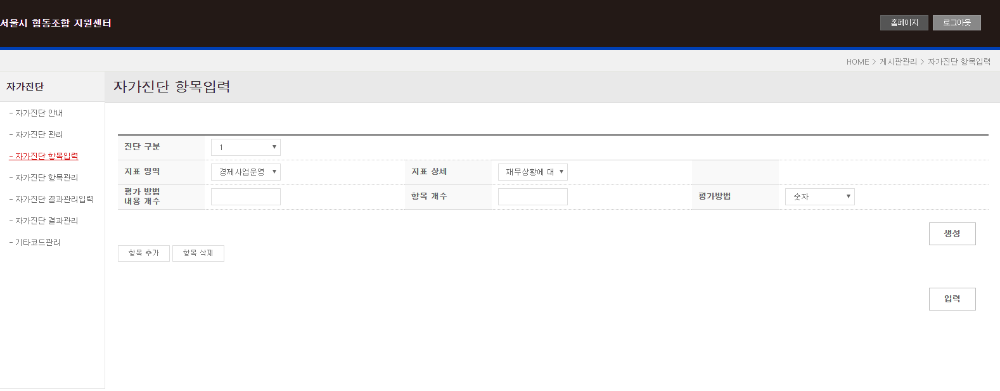 서울시 협동조합 지원센터
홈페이지
로그아웃
HOME > 게시판관리 > 자가진단 항목입력
자가진단
자가진단 항목입력
- 자가진단 안내
- 자가진단 관리
- 자가진단 항목입력
- 자가진단 항목관리
- 자가진단 결과관리입력
- 자가진단 결과관리
- 기타코드관리
진단 구분
1
지표 영역
경제사업운영
지표 상세
재무상황에 대
평가 방법
내용 개수
항목 개수
평가방법
숫자
생성
항목 추가
항목 삭제
입력